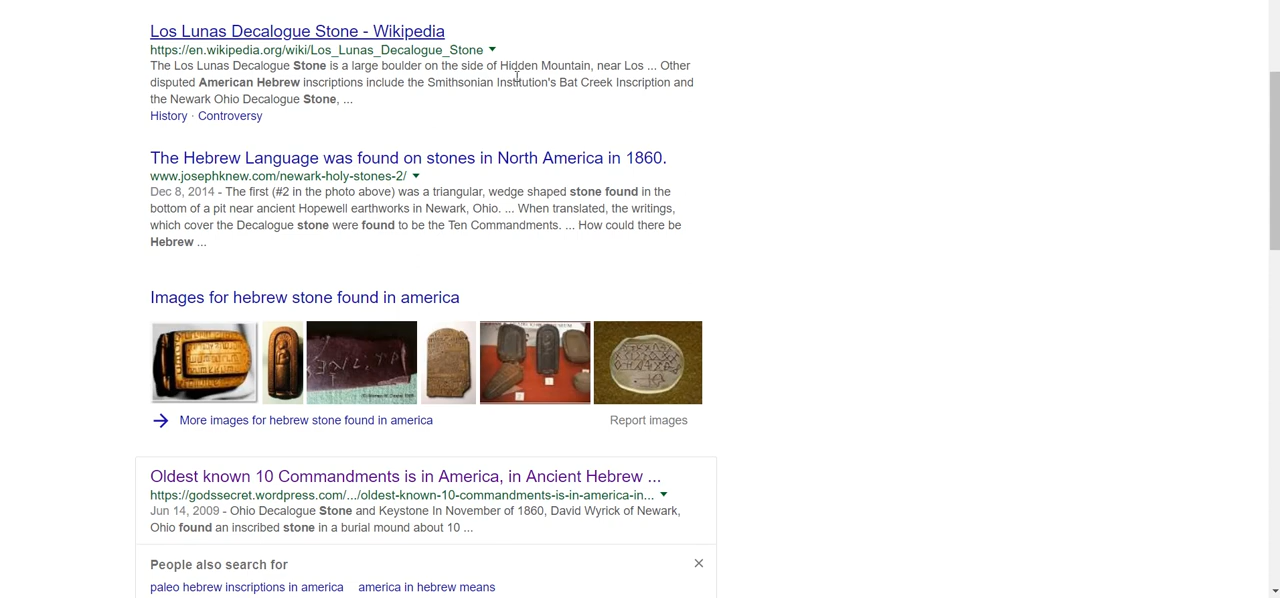 Los Lunas Decalogue Stone - Wikipedia
https://en.wikipedia.org/wiki/Los_Lunas_Decalogue_Stone
The Los Lunas Decalogue Stone is a large boulder on the side of Hidden Mountain, near Los ... Other
disputed American Hebrew inscriptions include the Smithsonian Institution's Bat Creek Inscription and
the Newark Ohio Decalogue Stone, ...
History · Controversy
The Hebrew Language was found on stones in North America in 1860.
www.josephknew.com/newark-holy-stones-2/
Dec 8, 2014 - The first (#2 in the photo above) was a triangular, wedge shaped stone found in the
bottom of a pit near ancient Hopewell earthworks in Newark, Ohio. ... When translated, the writings,
which cover the Decalogue stone were found to be the Ten Commandments. ... How could there be
Hebrew ...
Images for hebrew stone found in america
More images for hebrew stone found in america
Report images
Oldest known 10 Commandments is in America, in Ancient Hebrew ...
https://godssecret.wordpress.com/.../oldest-known-10-commandments-is-in-america-in...
Jun 14, 2009 - Ohio Decalogue Stone and Keystone In November of 1860, David Wyrick of Newark,
Ohio found an inscribed stone in a burial mound about 10 ...
People also search for
paleo hebrew inscriptions in america
america in hebrew means